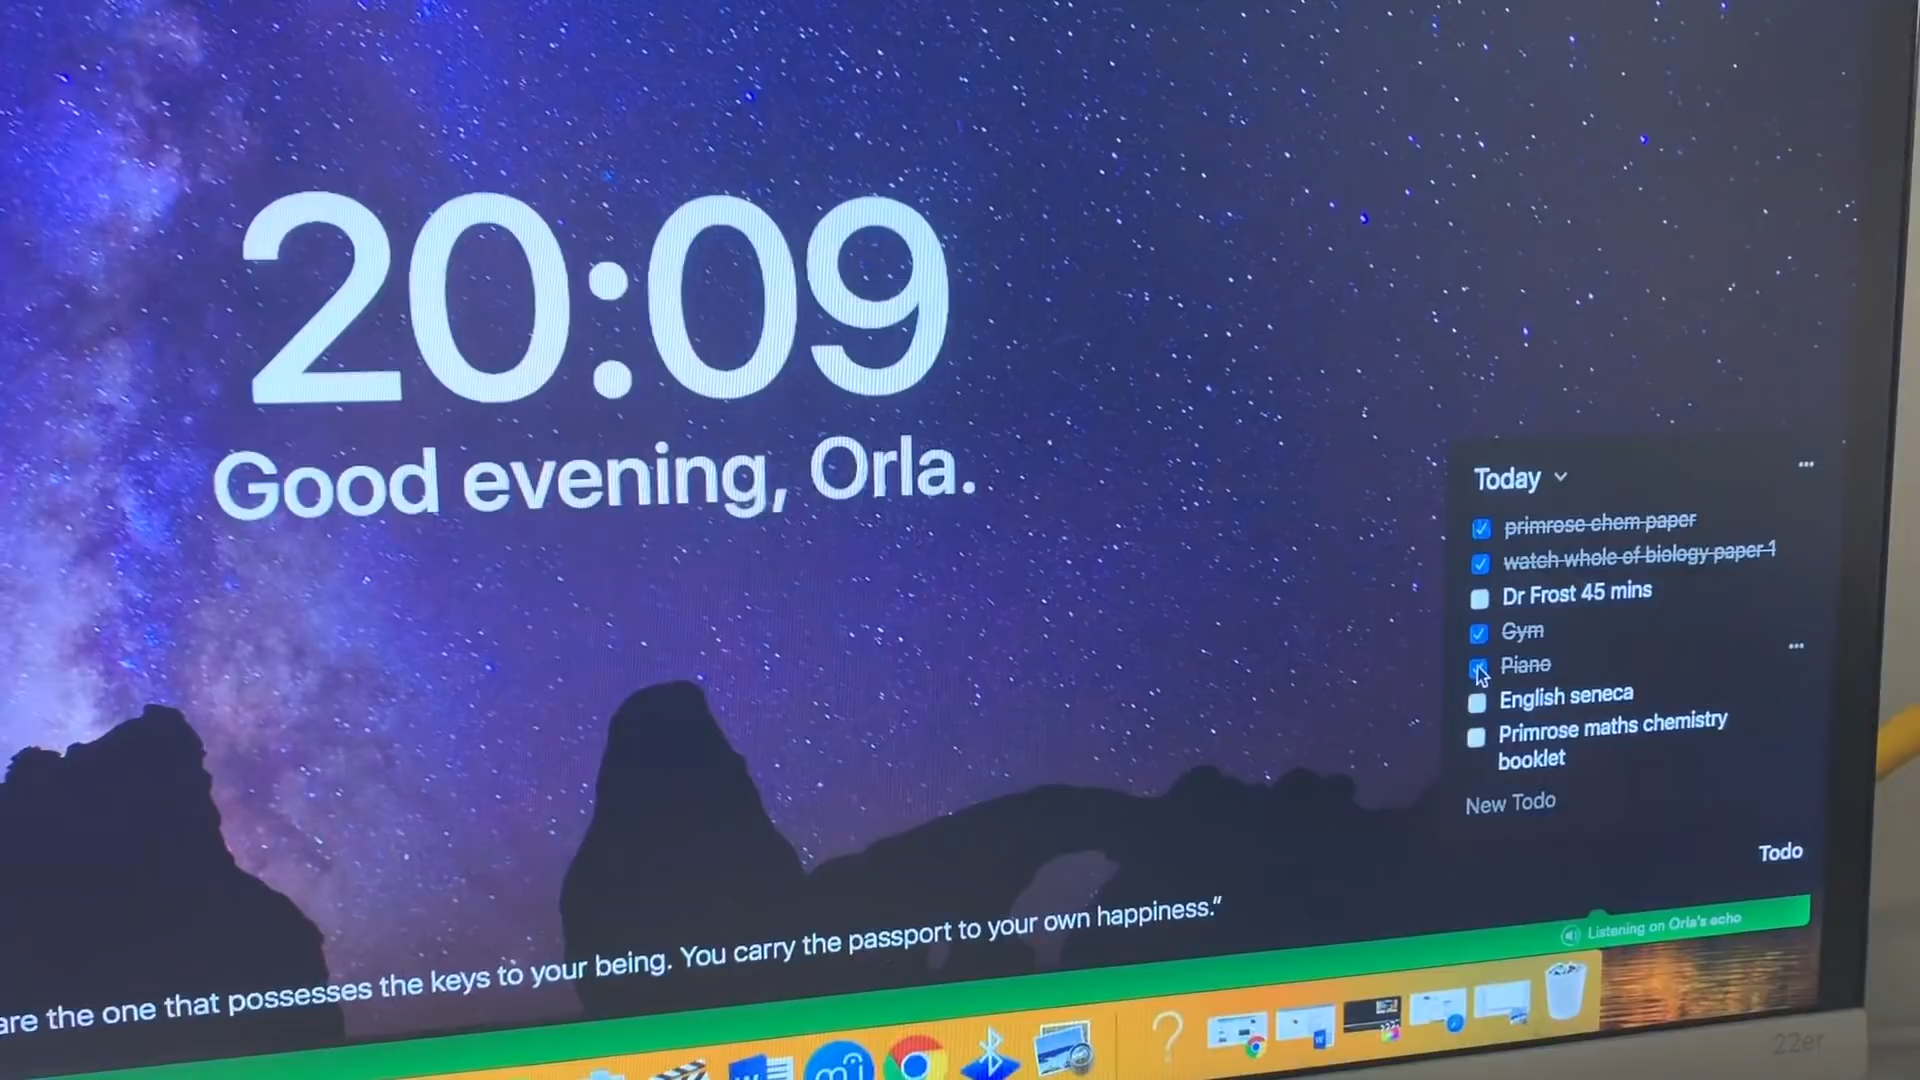 20:09
Good evening, Orla.
Today
primrose chem paper
watch whole of biology paper 1
Dr Frost 45 mins
Gym
Piano
English seneca
Primrose maths chemistry
booklet
New Todo
Todo
are the one that possesses the keys to your being. You carry the passport to your own happiness.”
Listening on Orla's echo
22er